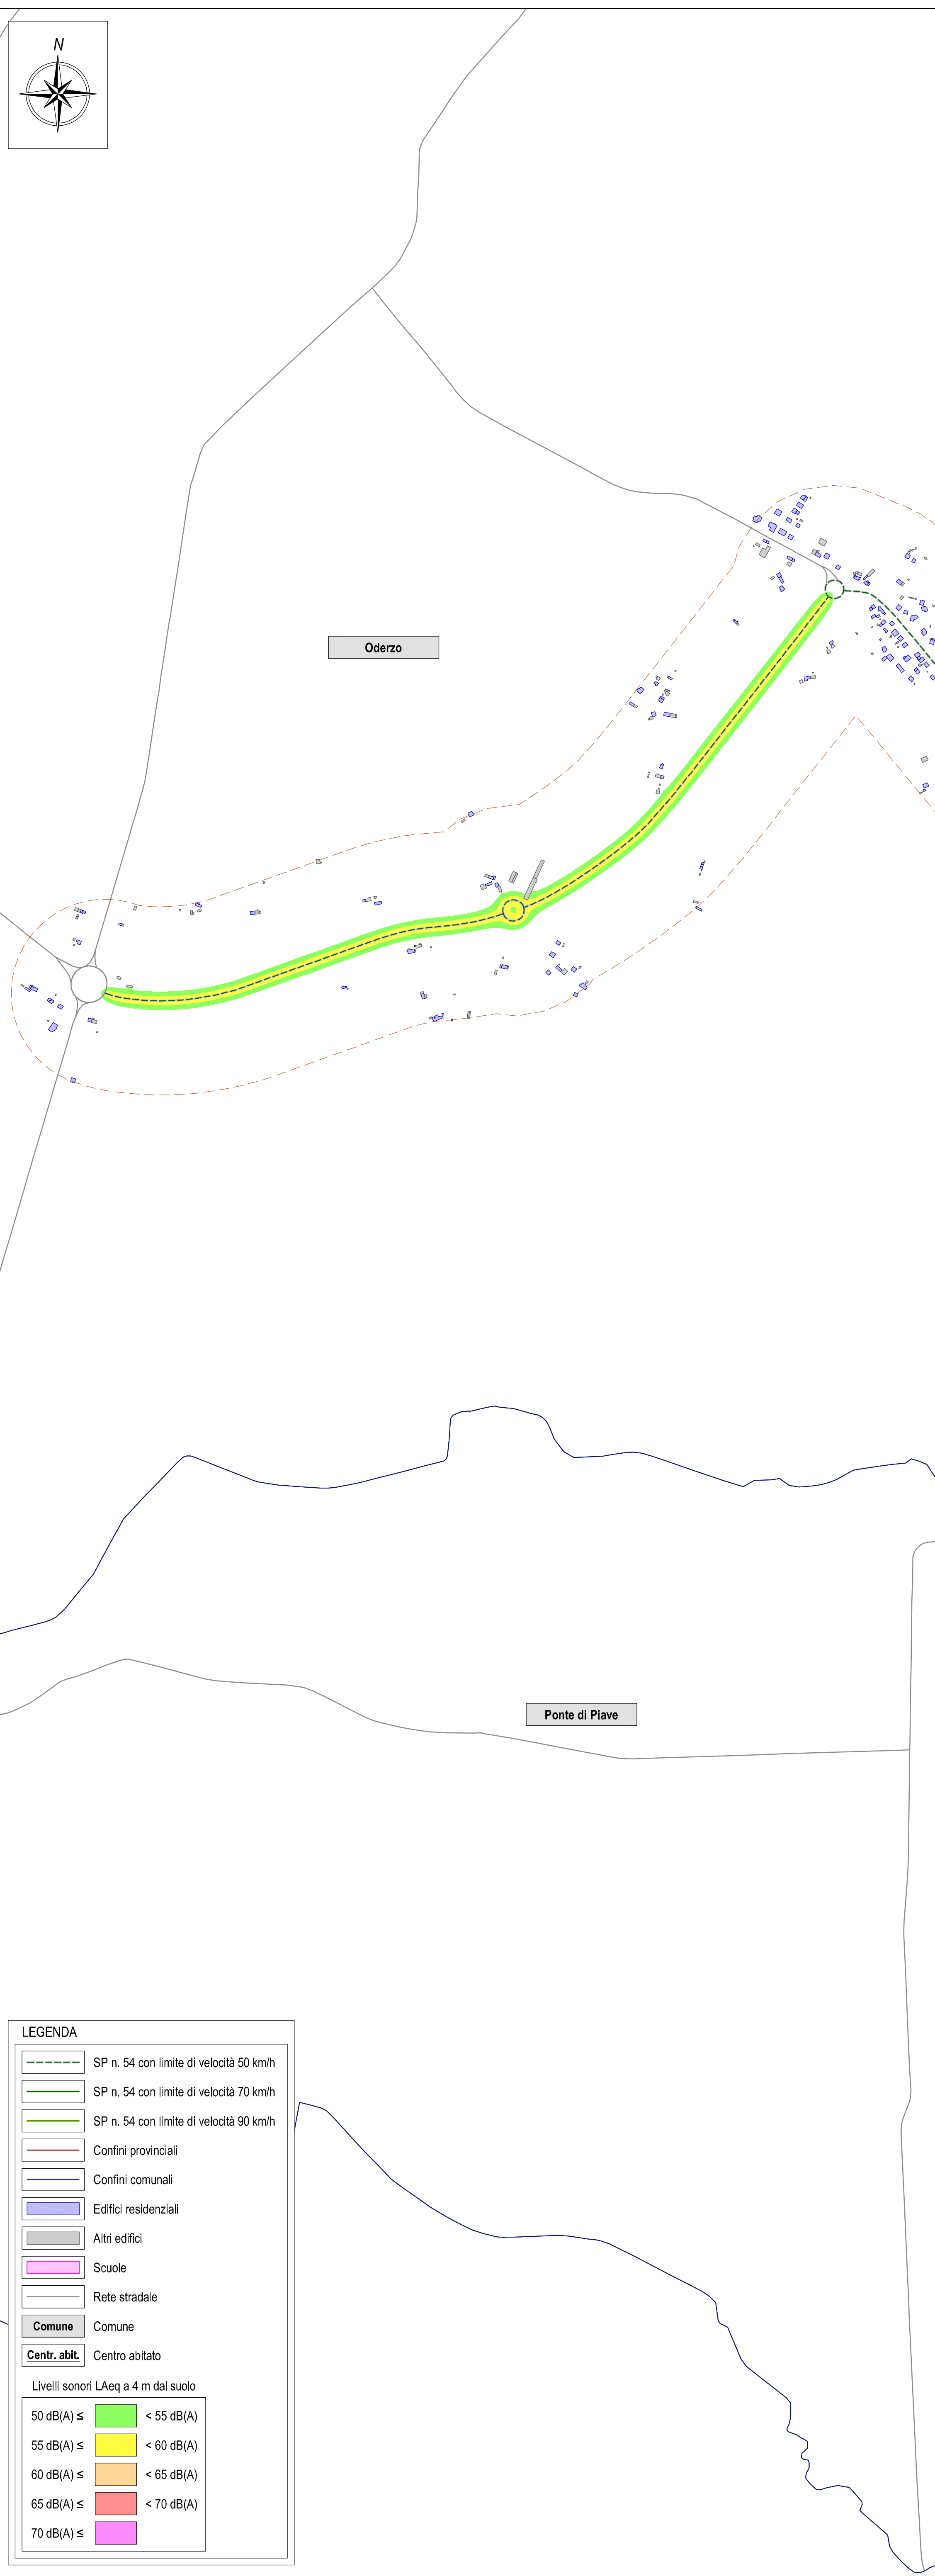 N
Oderzo
Ponte di Piave
LEGENDA
SP n. 54 con limite di velocità 50 km/h
SP n. 54 con limite di velocità 70 km/h
SP n. 54 con limite di velocità 90 km/h
Confini provinciali
Confini comunali
Edifici residenziali
Altri edifici
Scuole
Rete stradale
Comune Comune
Centr. abit. Centro abitato
Livelli sonori LAeq a 4 m dal suolo
50 dB(A) ≤ < 55 dB(A)
55 dB(A) ≤ < 60 dB(A)
60 dB(A) ≤ < 65 dB(A)
65 dB(A) ≤ < 70 dB(A)
70 dB(A) ≤